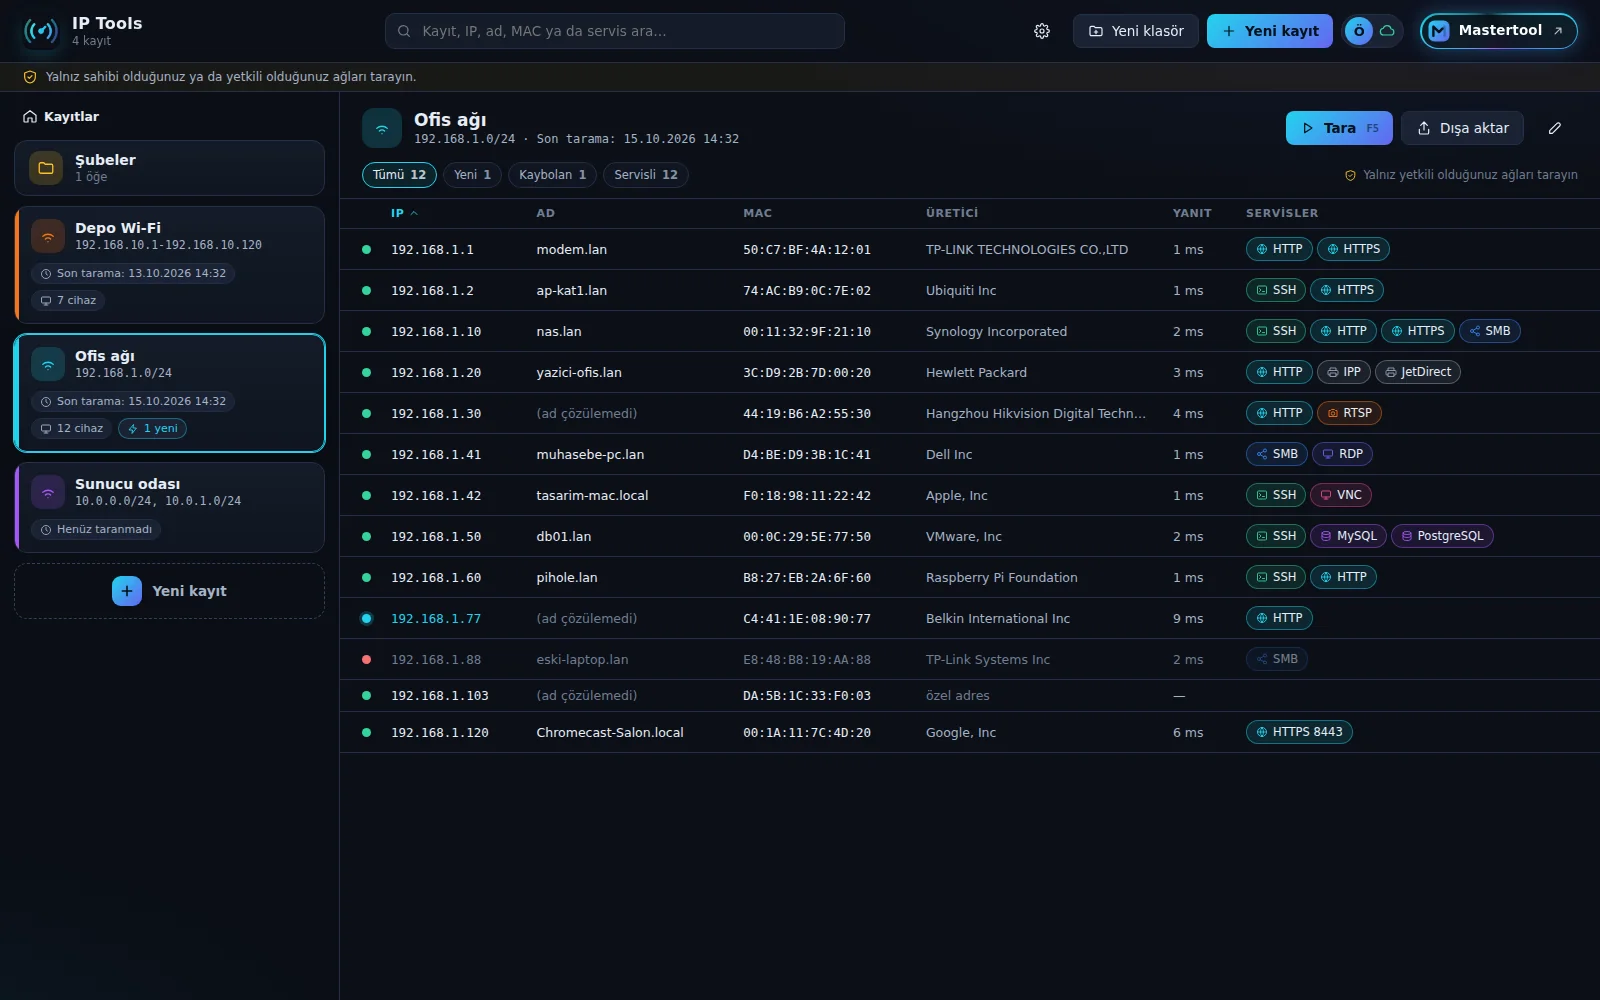 IP Tools
4 kayıt
Kayıt, IP, ad, MAC ya da servis ara...
Yeni klasör
Yeni kayıt
Ö
Mastertool
Yalnız sahibi olduğunuz ya da yetkili olduğunuz ağları tarayın.
Kayıtlar
Şubeler
1 öğe
Depo Wi-Fi
192.168.10.1-192.168.10.120
Son tarama: 13.10.2026 14:32
7 cihaz
Ofis ağı
192.168.1.0/24
Son tarama: 15.10.2026 14:32
12 cihaz 1 yeni
Sunucu odası
10.0.0.0/24, 10.0.1.0/24
Henüz taranmadı
Yeni kayıt
Ofis ağı
192.168.1.0/24 · Son tarama: 15.10.2026 14:32
Tara F5
Dışa aktar
Tümü 12 Yeni 1 Kaybolan 1 Servisli 12
Yalnız yetkili olduğunuz ağları tarayın
IP AD MAC ÜRETİCİ YANIT SERVİSLER
192.168.1.1 modem.lan 50:C7:BF:4A:12:01 TP-LINK TECHNOLOGIES CO.,LTD 1 ms HTTP HTTPS
192.168.1.2 ap-kat1.lan 74:AC:B9:0C:7E:02 Ubiquiti Inc 1 ms SSH HTTPS
192.168.1.10 nas.lan 00:11:32:9F:21:10 Synology Incorporated 2 ms SSH HTTP HTTPS SMB
192.168.1.20 yazici-ofis.lan 3C:D9:2B:7D:00:20 Hewlett Packard 3 ms HTTP IPP JetDirect
192.168.1.30 (ad çözülemedi) 44:19:B6:A2:55:30 Hangzhou Hikvision Digital Techn... 4 ms HTTP RTSP
192.168.1.41 muhasebe-pc.lan D4:BE:D9:3B:1C:41 Dell Inc 1 ms SMB RDP
192.168.1.42 tasarim-mac.local F0:18:98:11:22:42 Apple, Inc 1 ms SSH VNC
192.168.1.50 db01.lan 00:0C:29:5E:77:50 VMware, Inc 2 ms SSH MySQL PostgreSQL
192.168.1.60 pihole.lan B8:27:EB:2A:6F:60 Raspberry Pi Foundation 1 ms SSH HTTP
192.168.1.77 (ad çözülemedi) C4:41:1E:08:90:77 Belkin International Inc 9 ms HTTP
192.168.1.88 eski-laptop.lan E8:48:B8:19:AA:88 TP-Link Systems Inc 2 ms SMB
192.168.1.103 (ad çözülemedi) DA:5B:1C:33:F0:03 özel adres —
192.168.1.120 Chromecast-Salon.local 00:1A:11:7C:4D:20 Google, Inc 6 ms HTTPS 8443